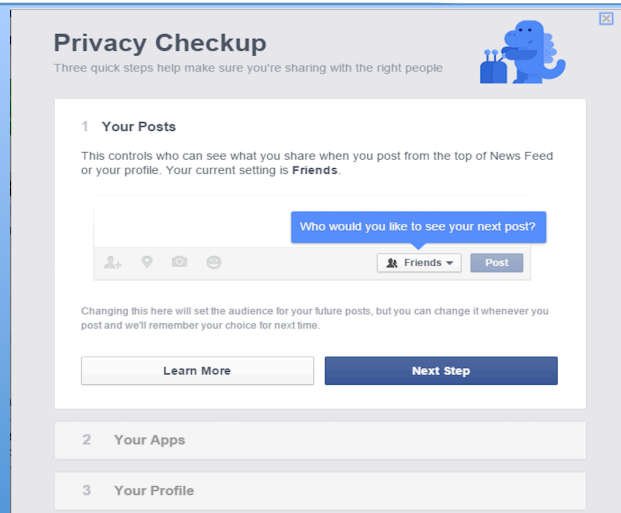 Privacy Checkup
Three quick steps help make sure you're sharing with the right people
1 Your Posts
This controls who can see what you share when you post from the top of News Feed
or your profile. Your current setting is Friends.
Who would you like to see your next post?
Friends
Post
Changing this here will set the audience for your future posts, but you can change it whenever you
post and we'll remember your choice for next time.
Learn More
Next Step
2 Your Apps
3 Your Profile